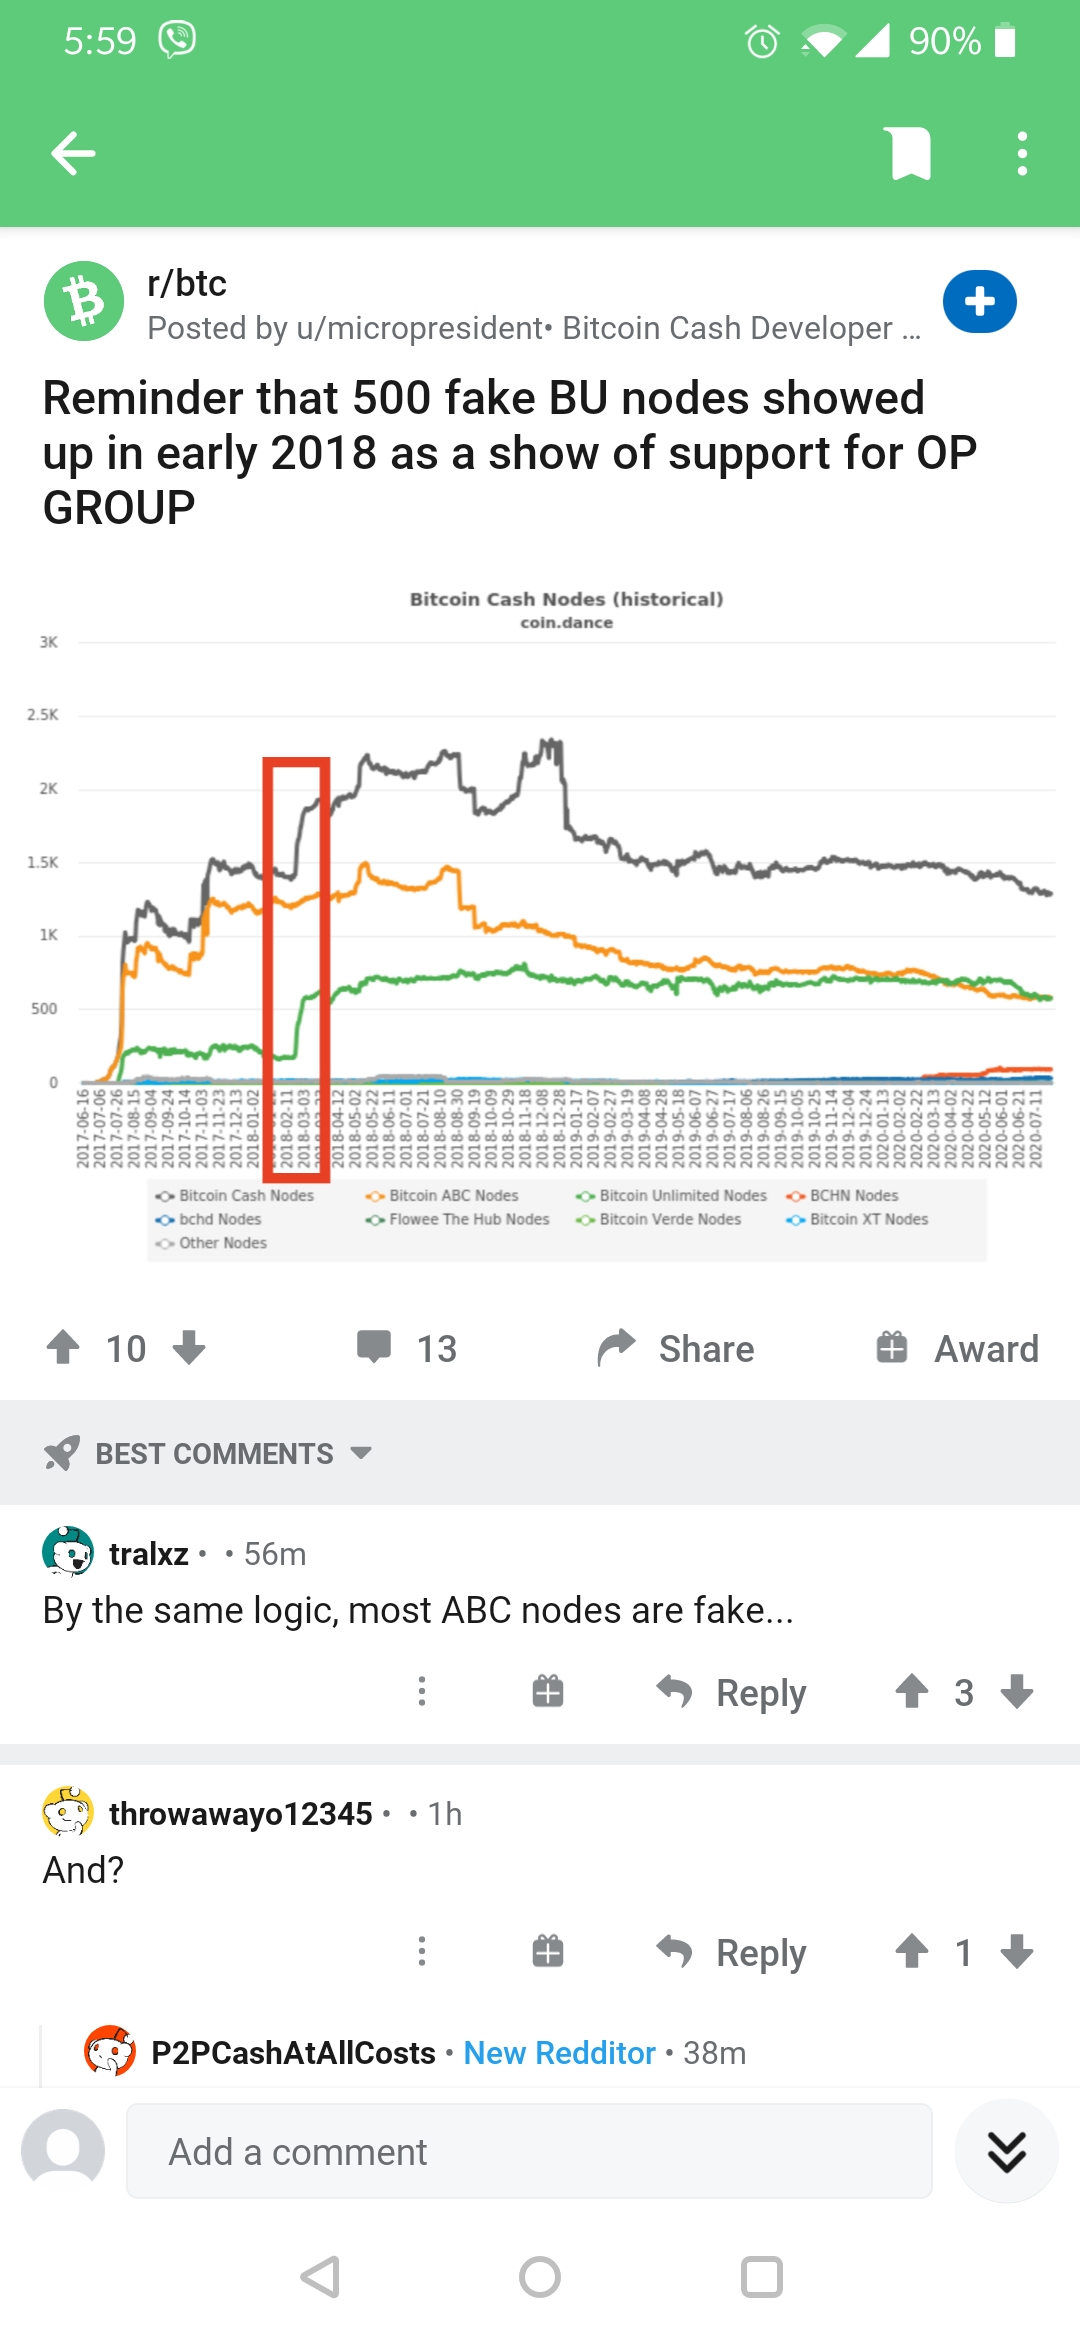 5:59
90%
r/btc
Posted by u/micropresident• Bitcoin Cash Developer ...
Reminder that 500 fake BU nodes showed
up in early 2018 as a show of support for OP
GROUP
Bitcoin Cash Nodes (historical)
coin.dance
3K
2.5K
2K
1.5K
1K
500
0
2017-06-16
2017-07-06
2017-07-26
2017-08-15
2017-09-04
2017-09-24
2017-10-14
2017-11-03
2017-11-23
2017-12-13
2018-01-02
2018-02-11
2018-03-03
2018-04-12
2018-05-02
2018-05-22
2018-06-11
2018-07-01
2018-07-21
2018-08-10
2018-08-30
2018-09-19
2018-10-09
2018-10-29
2018-11-18
2018-12-08
2018-12-28
2019-01-17
2019-02-07
2019-02-27
2019-03-19
2019-04-08
2019-04-28
2019-05-18
2019-06-07
2019-06-27
2019-07-17
2019-08-06
2019-08-26
2019-09-15
2019-10-05
2019-10-25
2019-11-14
2019-12-04
2019-12-24
2020-01-13
2020-02-02
2020-02-22
2020-03-13
2020-04-02
2020-04-22
2020-05-12
2020-06-01
2020-06-21
2020-07-11
Bitcoin Cash Nodes Bitcoin ABC Nodes Bitcoin Unlimited Nodes BCHN Nodes
bchd Nodes Flowee The Hub Nodes Bitcoin Verde Nodes Bitcoin XT Nodes
Other Nodes
10 13 Share Award
BEST COMMENTS
tralxz • • 56m
By the same logic, most ABC nodes are fake...
Reply 3
throwawayo12345 • • 1h
And?
Reply 1
P2PCashAtAllCosts • New Redditor • 38m
Add a comment